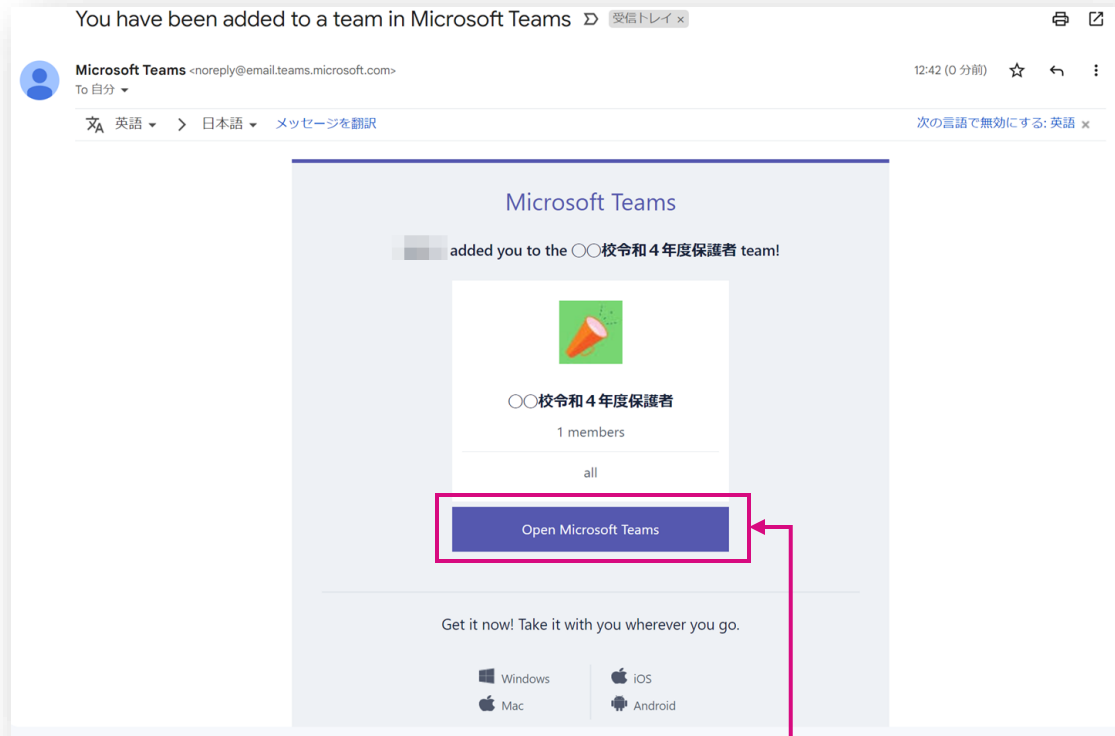 You have been added to a team in Microsoft Teams 受信トレイ ×
Microsoft Teams <noreply@email.teams.microsoft.com> 12:42 (0 分前)
To 自分
英語 > 日本語 メッセージを翻訳 次の言語で無効にする: 英語 ×
Microsoft Teams
added you to the ○○校令和４年度保護者 team!
○○校令和４年度保護者
1 members
all
Open Microsoft Teams
Get it now! Take it with you wherever you go.
Windows iOS
Mac Android